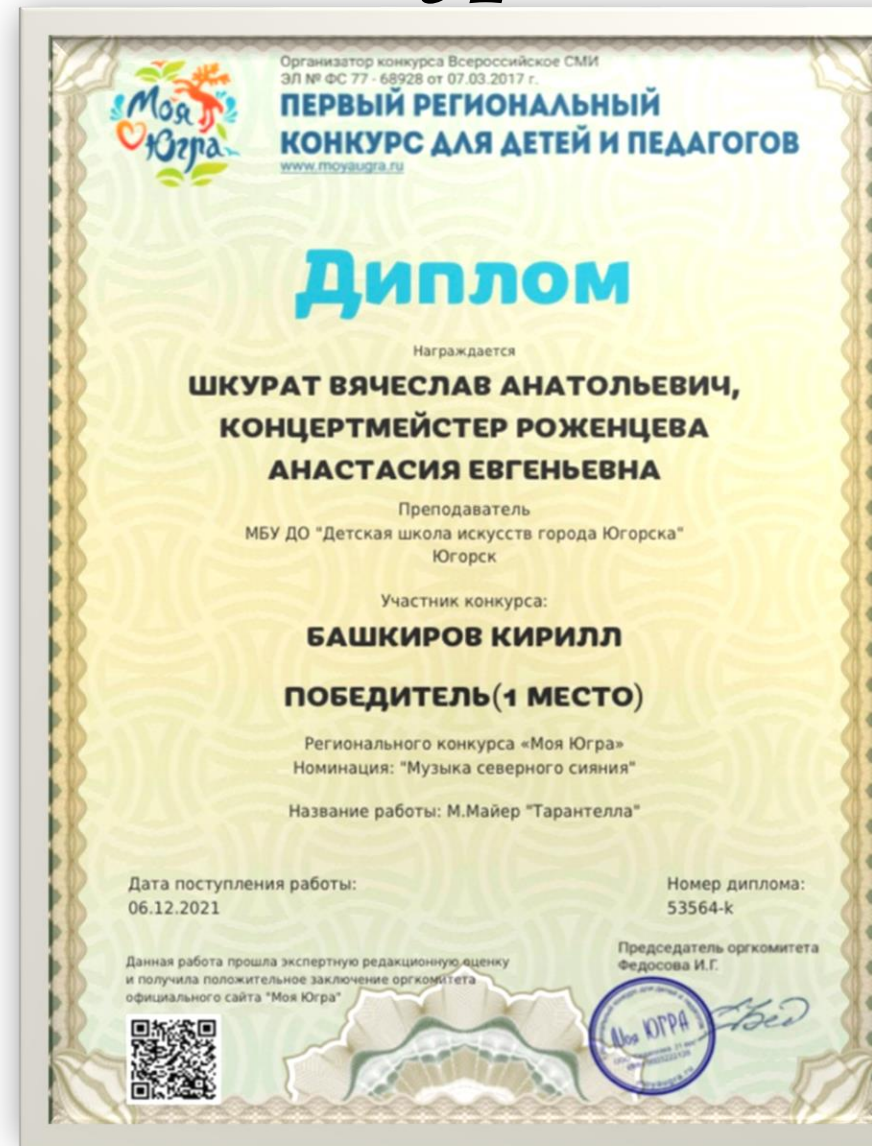 Моя
Югра
Организатор конкурса Всероссийское СМИ
ЭЛ № ФС 77 - 68928 от 07.03.2017 г.
ПЕРВЫЙ РЕГИОНАЛЬНЫЙ
КОНКУРС ДЛЯ ДЕТЕЙ И ПЕДАГОГОВ
www.moyaugra.ru
Диплом
Награждается
ШКУРАТ ВЯЧЕСЛАВ АНАТОЛЬЕВИЧ,
КОНЦЕРТМЕЙСТЕР РОЖЕНЦЕВА
АНАСТАСИЯ ЕВГЕНЬЕВНА
Преподаватель
МБУ ДО "Детская школа искусств города Югорска"
Югорск
Участник конкурса:
БАШКИРОВ КИРИЛЛ
ПОБЕДИТЕЛЬ(1 МЕСТО)
Регионального конкурса «Моя Югра»
Номинация: "Музыка северного сияния"
Название работы: М.Майер "Тарантелла"
Дата поступления работы:
06.12.2021
Номер диплома:
53564-k
Данная работа прошла экспертную редакционную оценку
и получила положительное заключение оргкомитета
официального сайта "Моя Югра"
Председатель оргкомитета
Федосова И.Г.
Моя ЮГРА